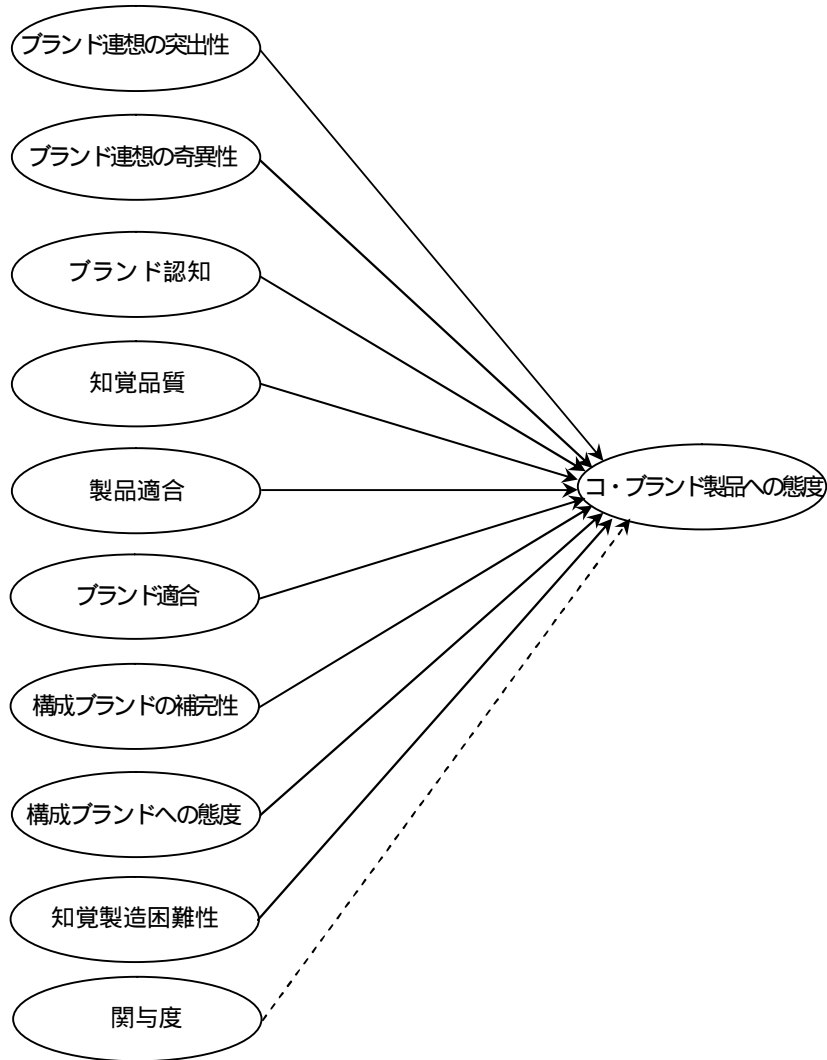 ブランド連想の突出性
ブランド連想の奇異性
ブランド認知
知覚品質
製品適合
コ・ブランド製品への態度
ブランド適合
構成ブランドの補完性
構成ブランドへの態度
知覚製造困難性
関与度